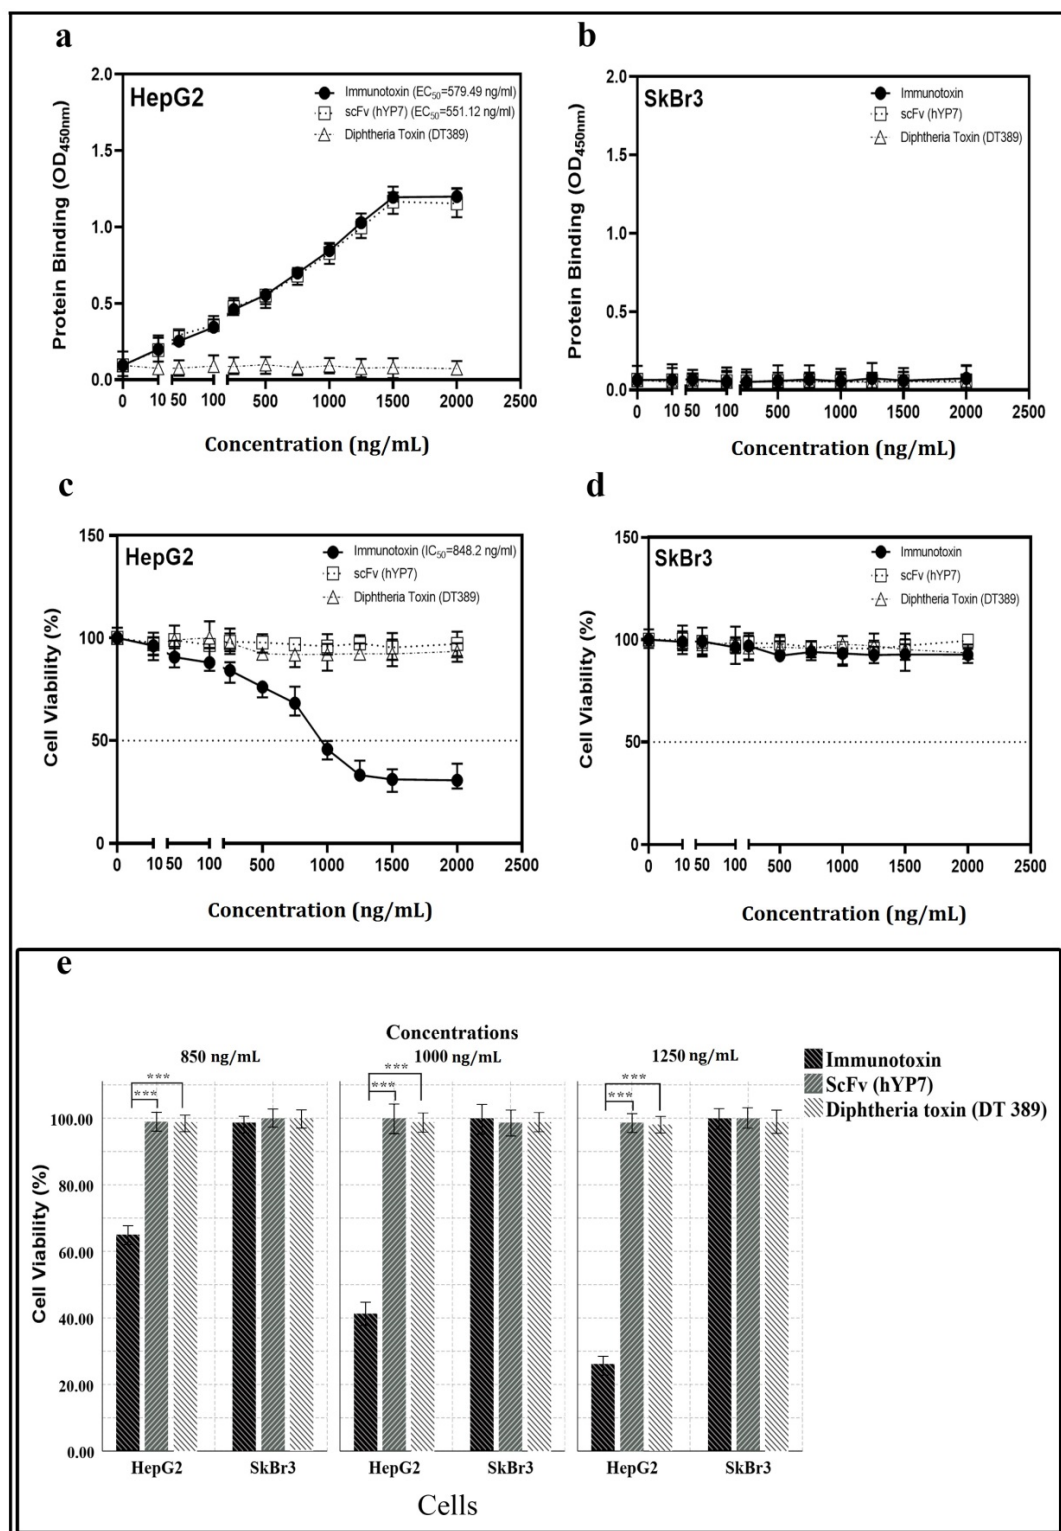 a
HepG2
Immunotoxin (EC50=579.49 ng/ml)
scFv (hYP7) (EC50=551.12 ng/ml)
Diphtheria Toxin (DT389)
Protein Binding (OD450nm)
2.0
1.5
1.0
0.5
0.0
0 10 50 100 500 1000 1500 2000 2500
Concentration (ng/mL)
b
SkBr3
Immunotoxin
scFv (hYP7)
Diphtheria Toxin (DT389)
Protein Binding (OD450nm)
2.0
1.5
1.0
0.5
0.0
0 10 50 100 500 1000 1500 2000 2500
Concentration (ng/mL)
c
HepG2
Immunotoxin (IC50=848.2 ng/ml)
scFv (hYP7)
Diphtheria Toxin (DT389)
Cell Viability (%)
150
100
50
0
0 10 50 100 500 1000 1500 2000 2500
Concentration (ng/mL)
d
SkBr3
Immunotoxin
scFv (hYP7)
Diphtheria Toxin (DT389)
Cell Viability (%)
150
100
50
0
0 10 50 100 500 1000 1500 2000 2500
Concentration (ng/mL)
e
Concentrations
850 ng/mL 1000 ng/mL 1250 ng/mL
Immunotoxin
ScFv (hYP7)
Diphtheria toxin (DT 389)
*** *** ***
*** *** ***
Cell Viability (%)
100.00
80.00
60.00
40.00
20.00
0.00
HepG2 SkBr3 HepG2 SkBr3 HepG2 SkBr3
Cells